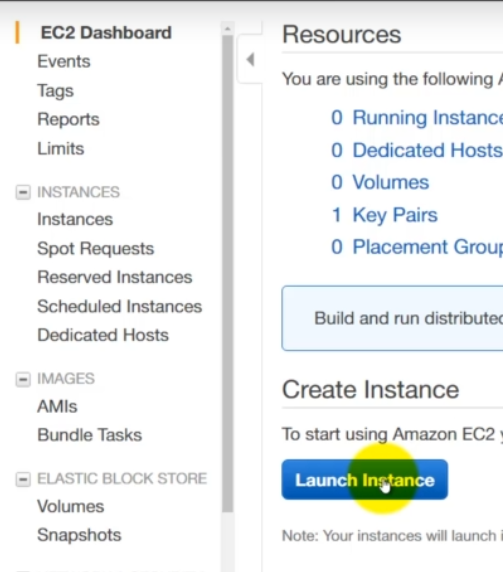 EC2 Dashboard
Events
Tags
Reports
Limits
INSTANCES
Instances
Spot Requests
Reserved Instances
Scheduled Instances
Dedicated Hosts
IMAGES
AMIs
Bundle Tasks
ELASTIC BLOCK STORE
Volumes
Snapshots
Resources
You are using the following A
0 Running Instance
0 Dedicated Hosts
0 Volumes
1 Key Pairs
0 Placement Group
Build and run distributed
Create Instance
To start using Amazon EC2 y
Launch Instance
Note: Your instances will launch i